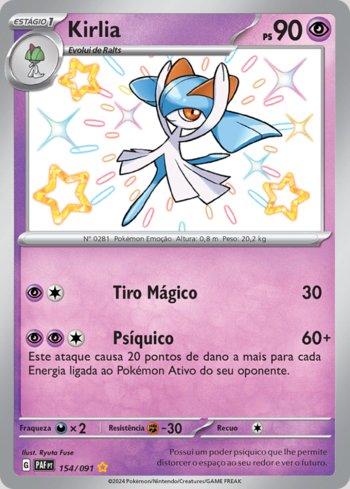 ESTÁGIO 1 Kirlia PS 90
Evolui de Ralts
Nº 0281 Pokémon Emoção Altura: 0,8 m Peso: 20,2 kg
Tiro Mágico 30
Psíquico 60+
Este ataque causa 20 pontos de dano a mais para cada
Energia ligada ao Pokémon Ativo do seu oponente.
Fraqueza ×2 Resistência -30 Recuo
Ilust. Ryuta Fuse
G PAF PT 154/091
Possui um poder psíquico que lhe permite
distorcer o espaço ao seu redor e ver o futuro.
©2024 Pokémon/Nintendo/Creatures/GAME FREAK